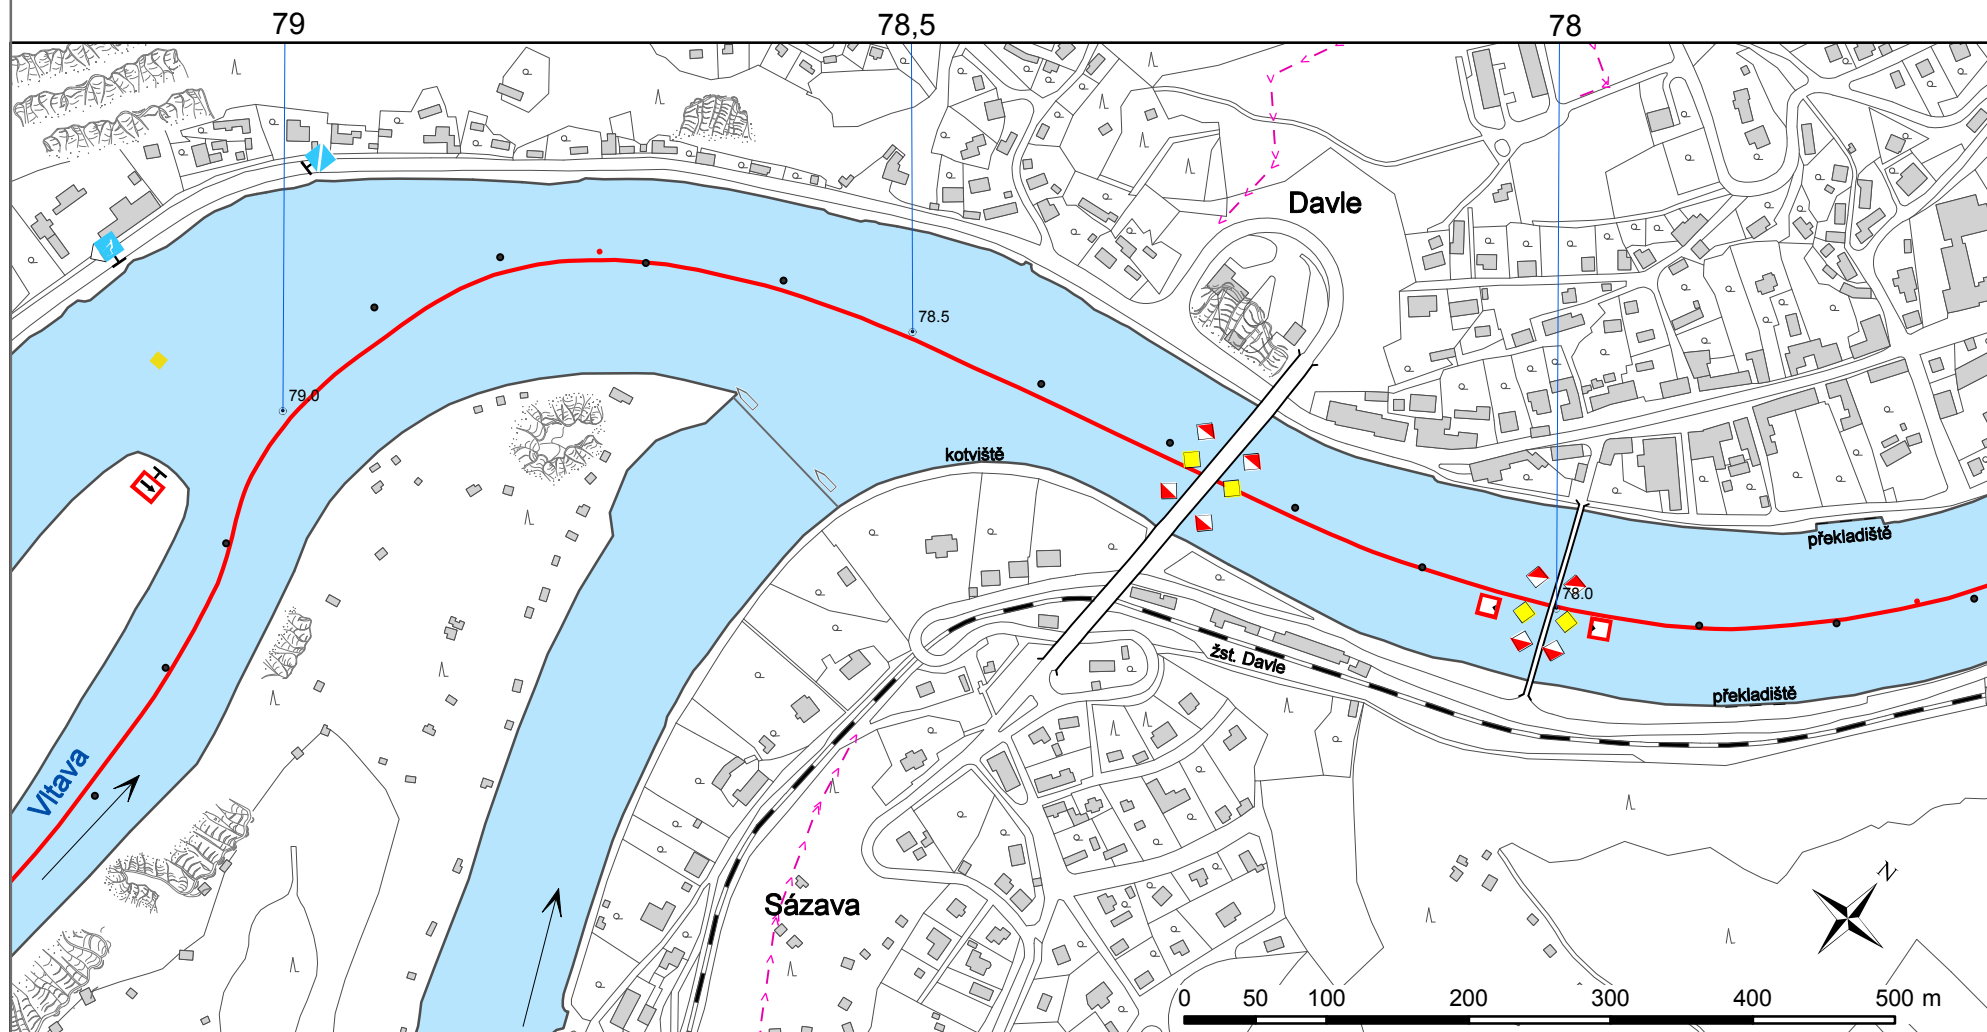 79
78,5
78
Davle
78.5
79.0
kotviště
překladiště
78.0
žst. Davle
překladiště
Vltava
Sázava
N
0 50 100 200 300 400 500 m